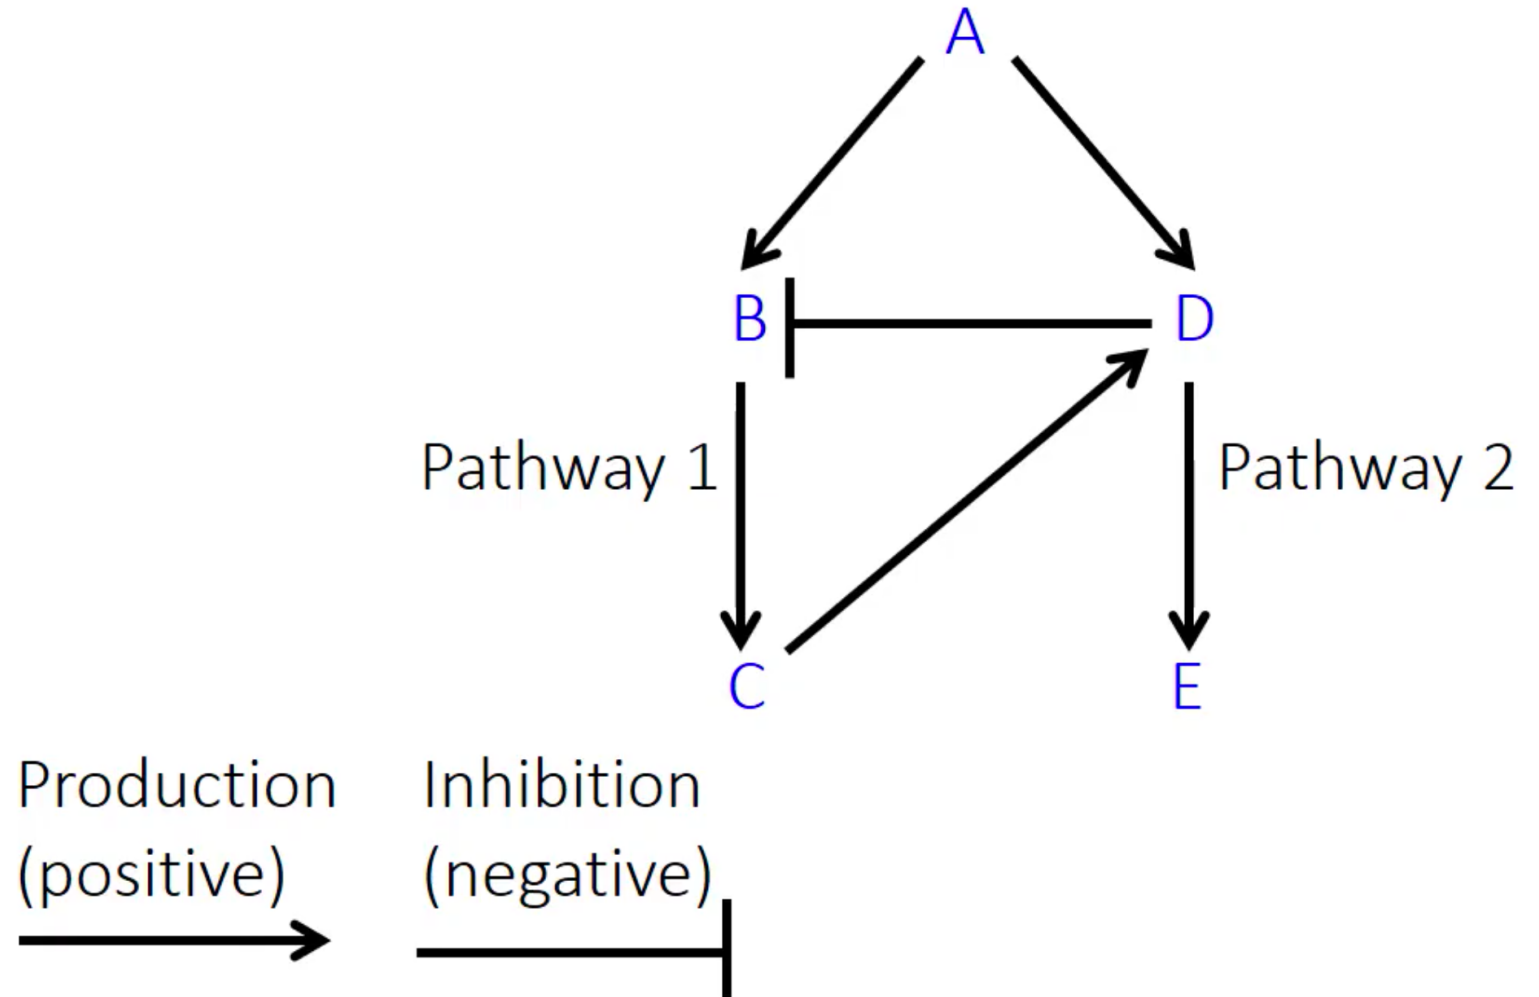 A
B
D
Pathway 1
Pathway 2
C
E
Production
(positive)
Inhibition
(negative)